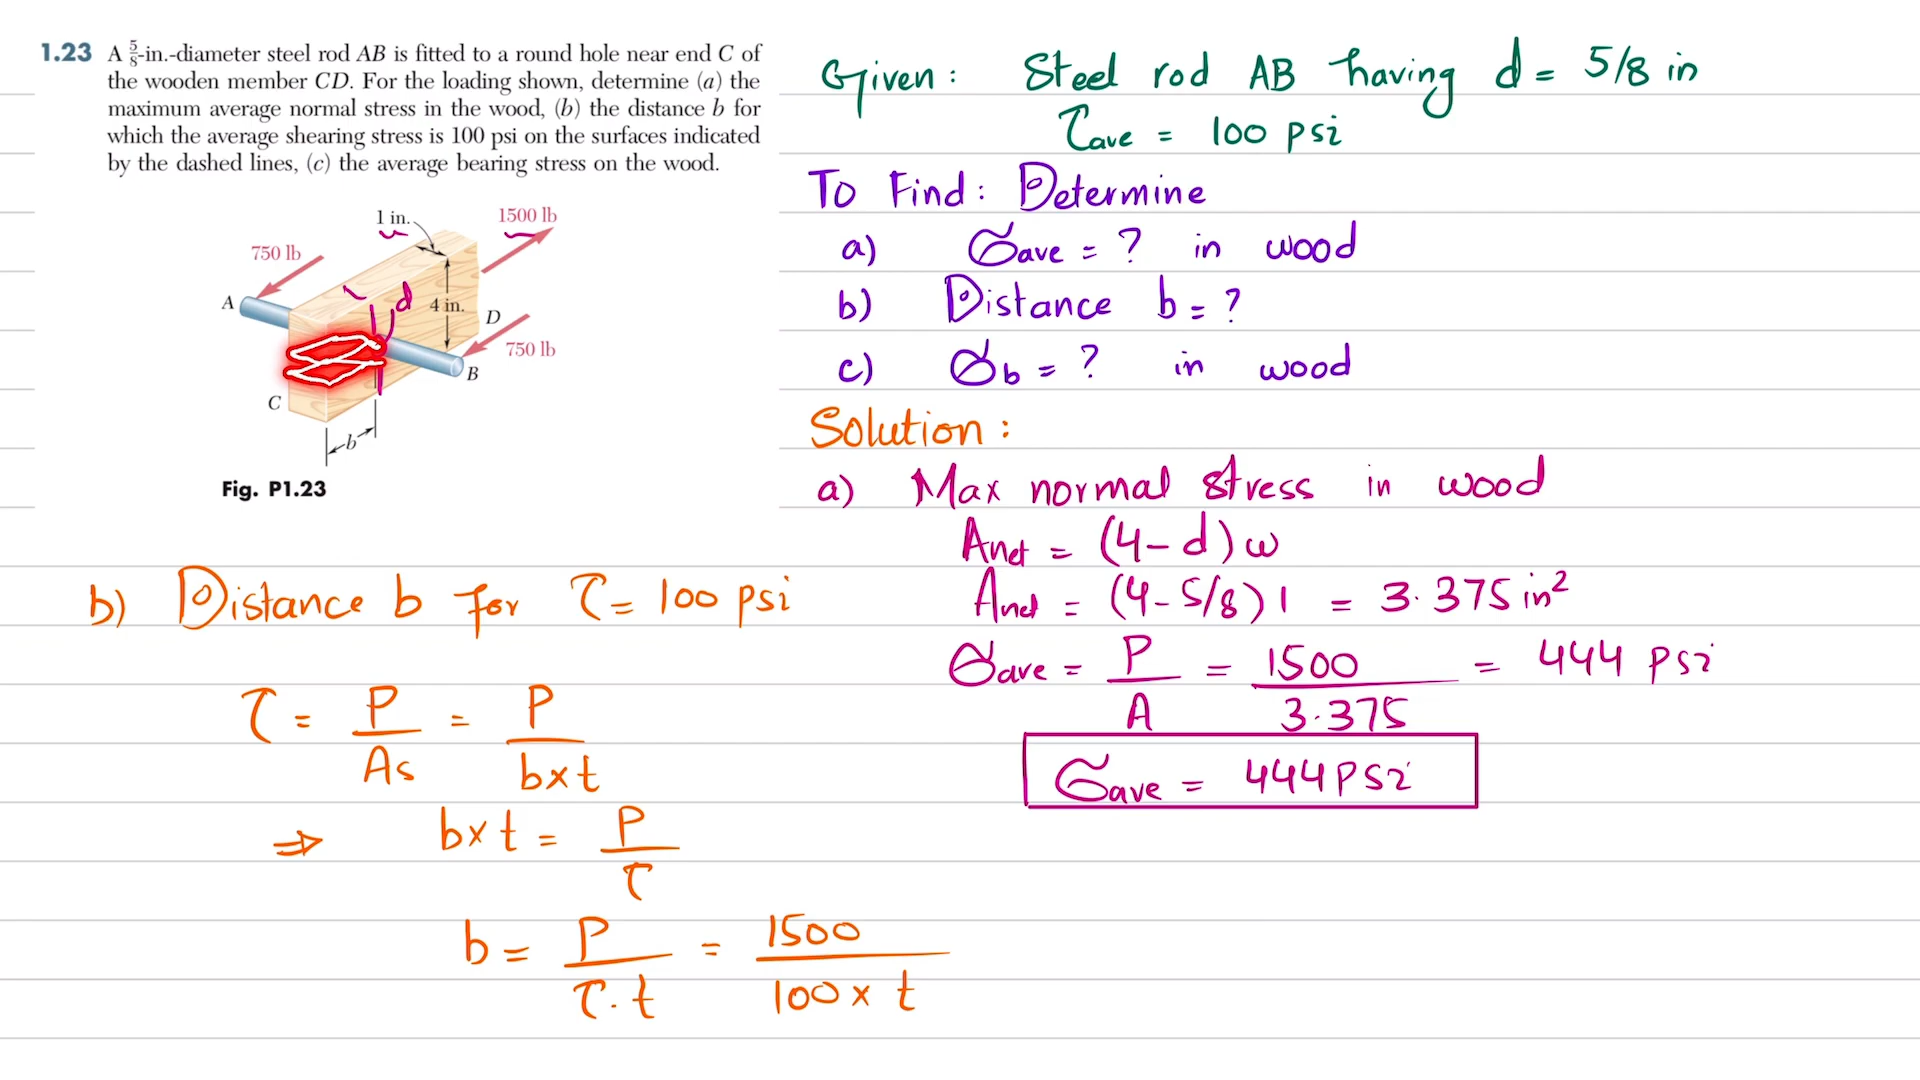 1.23 A 5/8-in.-diameter steel rod AB is fitted to a round hole near end C of
the wooden member CD. For the loading shown, determine (a) the
maximum average normal stress in the wood, (b) the distance b for
which the average shearing stress is 100 psi on the surfaces indicated
by the dashed lines, (c) the average bearing stress on the wood.
1 in.
1500 lb
750 lb
A
d
4 in.
D
750 lb
B
C
b
Fig. P1.23
Given: Steel rod AB having d = 5/8 in
τave = 100 psi
To Find: Determine
a) σave = ? in wood
b) Distance b = ?
c) σb = ? in wood
Solution:
a) Max normal stress in wood
Anet = (4-d)w
Anet = (4-5/8)1 = 3.375 in²
σave = P/A = 1500/3.375 = 444 psi
σave = 444 psi
b) Distance b for τ = 100 psi
τ = P/As = P/b×t
⇒ b×t = P/τ
b = P/τ.t = 1500/100×t